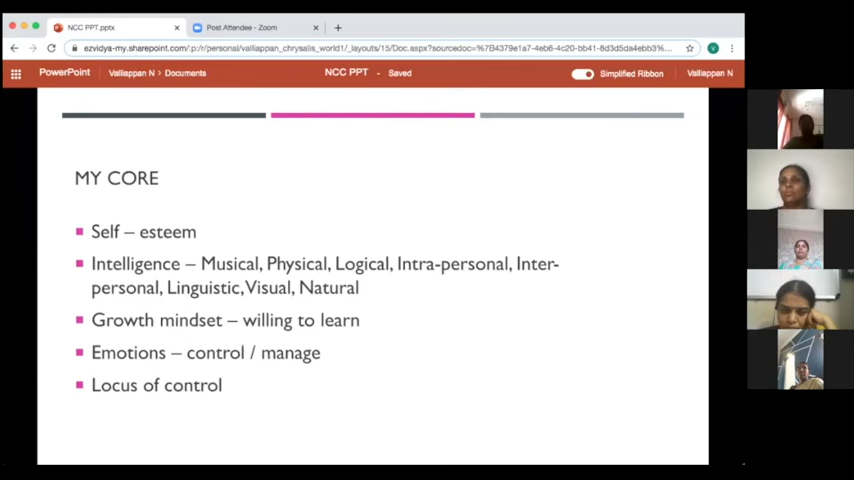 NCC PPT.pptx
Post Attendee - Zoom
ezvidya-my.sharepoint.com/:p:/r/personal/valliappan_chrysalis_world1/_layouts/15/Doc.aspx?sourcedoc=%7B4379e1a7-4eb6-4c20-bb41-8d3d5da4ebb3%...
V
PowerPoint
Valliappan N > Documents
NCC PPT - Saved
Simplified Ribbon
Valliappan N
MY CORE
Self – esteem
Intelligence – Musical, Physical, Logical, Intra-personal, Inter-
personal, Linguistic, Visual, Natural
Growth mindset – willing to learn
Emotions – control / manage
Locus of control